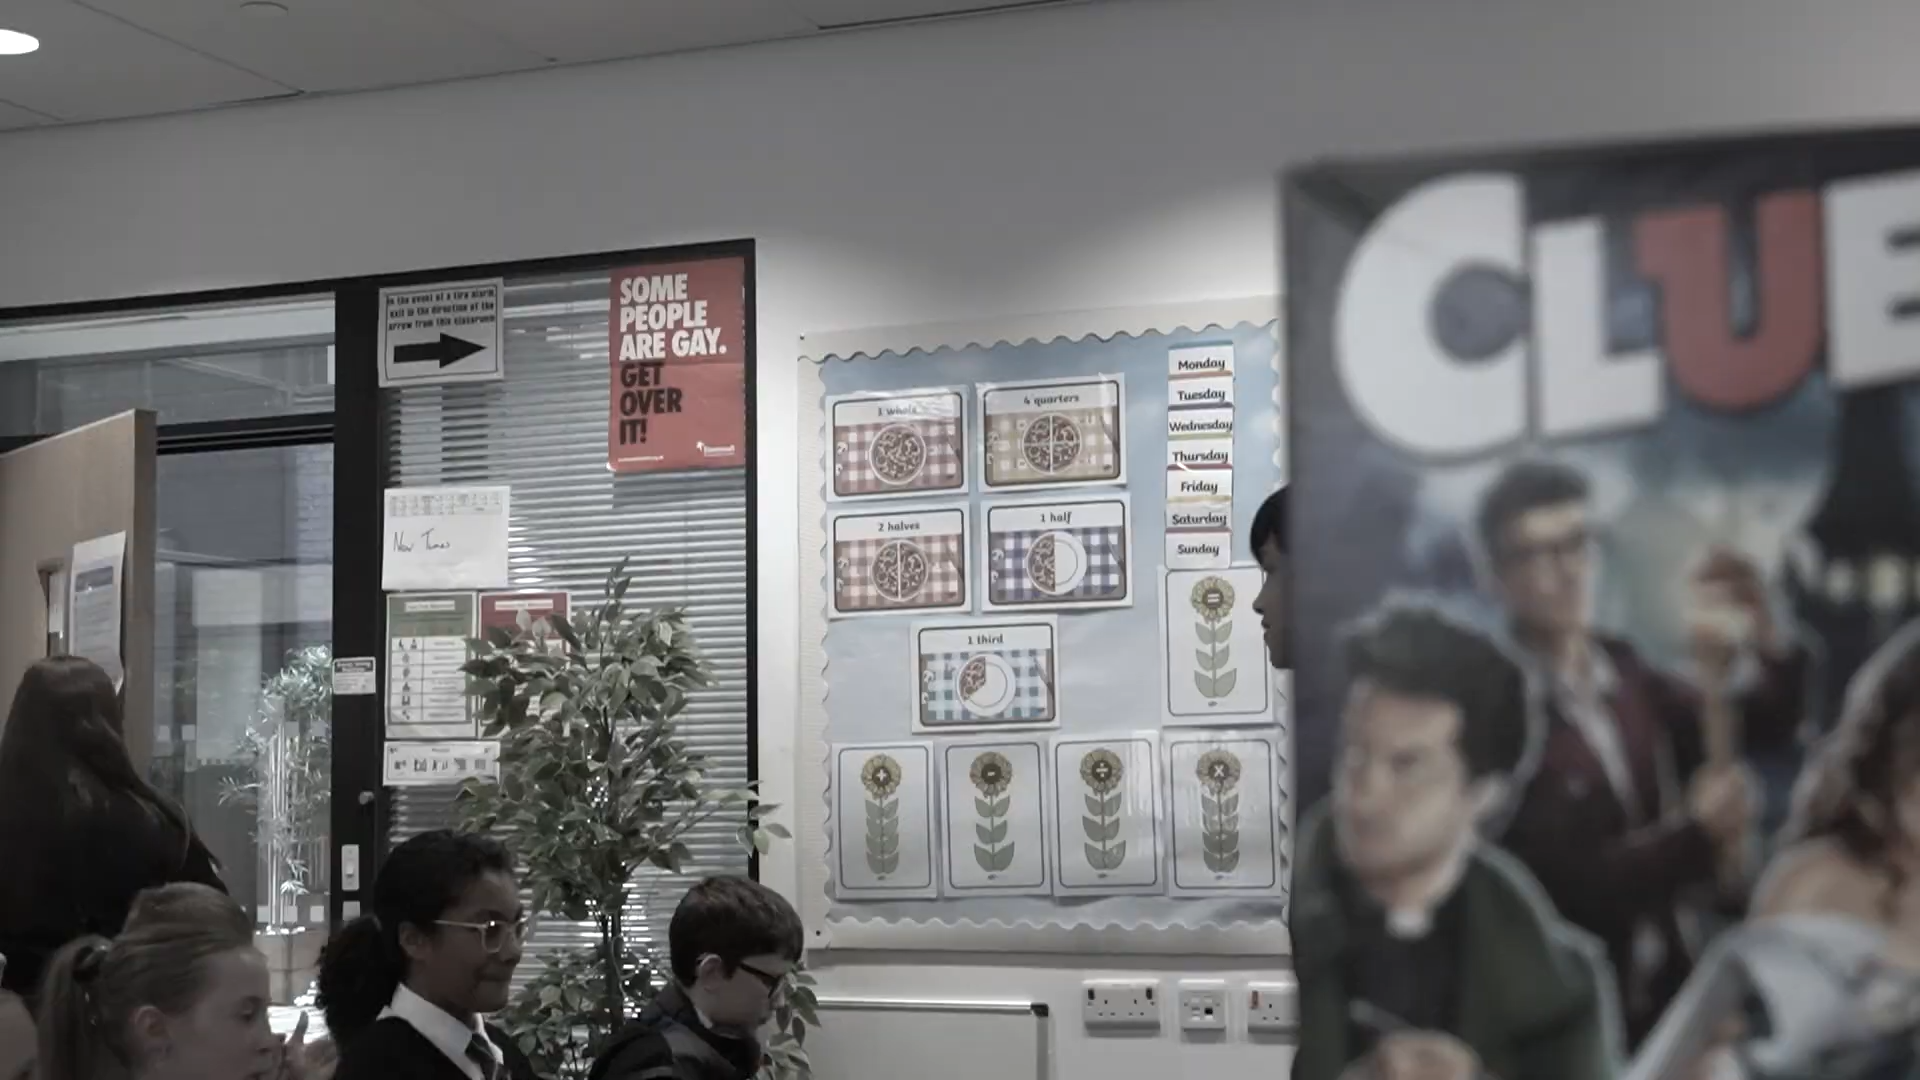 In the event of a fire alarm,
exit in the direction of the
arrow from this classroom
SOME
PEOPLE
ARE GAY.
GET
OVER
IT!
1 whole
4 quarters
2 halves
1 half
1 third
Monday
Tuesday
Wednesday
Thursday
Friday
Saturday
Sunday
=
+
-
÷
x
CLUE